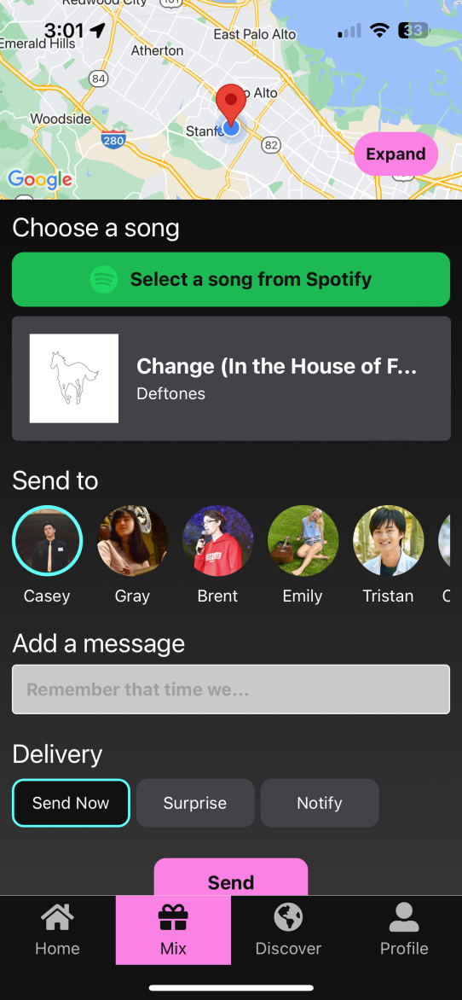 Redwood City
101
3:01
33
Emerald Hills
East Palo Alto
Atherton
84
o Alto
Woodside
280
Stanfo
82
Expand
Google
Choose a song
Select a song from Spotify
Change (In the House of F...
Deftones
Send to
Casey
Gray
Brent
Emily
Tristan
C
Add a message
Remember that time we...
Delivery
Send Now
Surprise
Notify
Send
Home
Mix
Discover
Profile